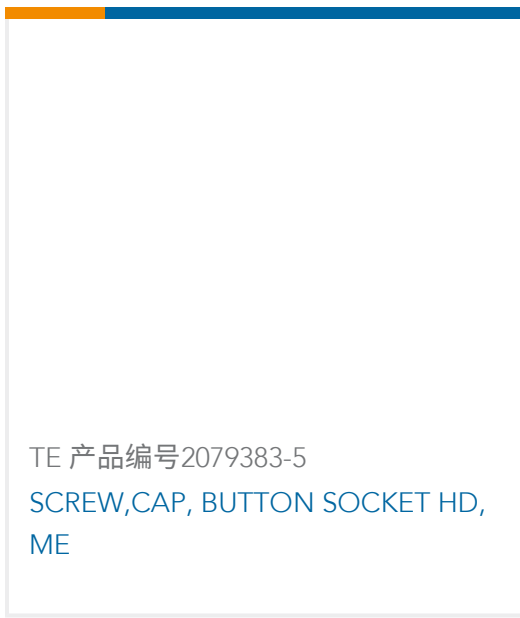 TE 产品编号2079383-5
SCREW,CAP, BUTTON SOCKET HD,
ME